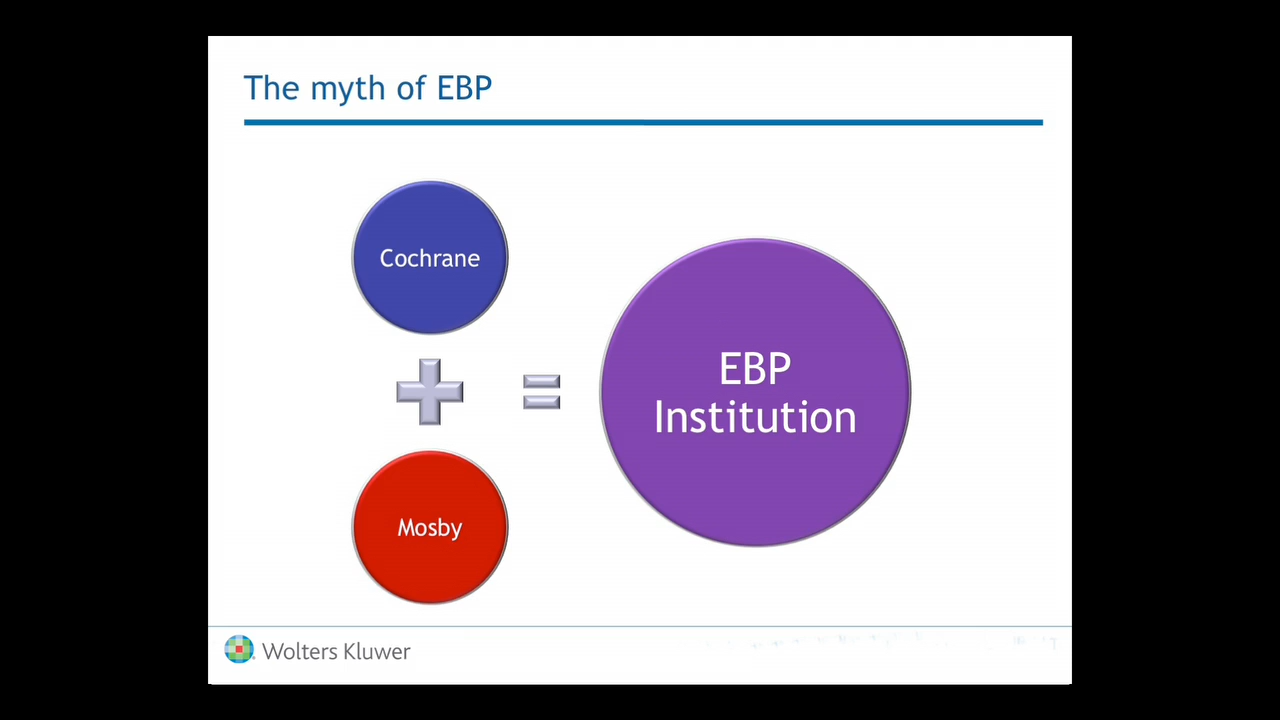 The myth of EBP
Cochrane
Mosby
EBP
Institution
Wolters Kluwer